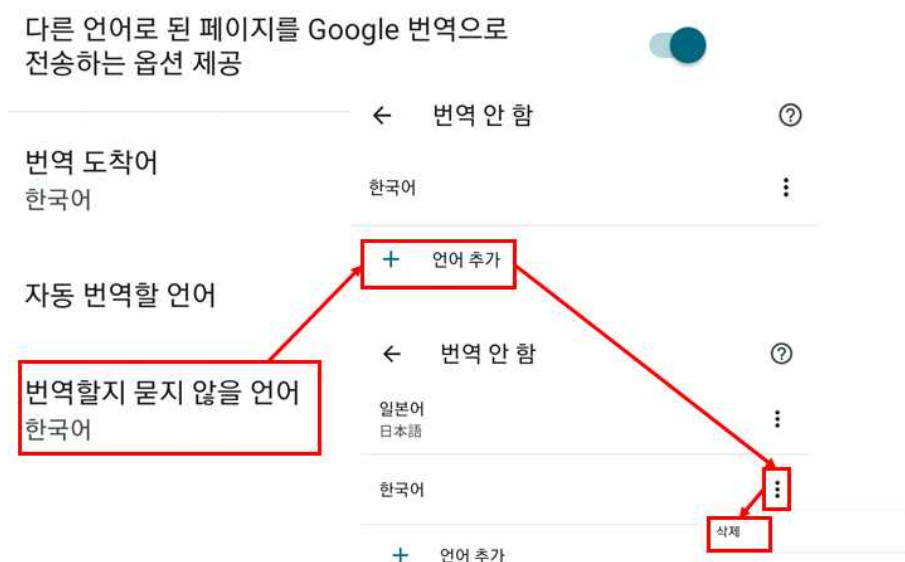 다른 언어로 된 페이지를 Google 번역으로
전송하는 옵션 제공
번역 도착어
한국어
자동 번역할 언어
번역할지 묻지 않을 언어
한국어
번역 안 함
한국어
언어 추가
번역 안 함
일본어
日本語
한국어
삭제
언어 추가